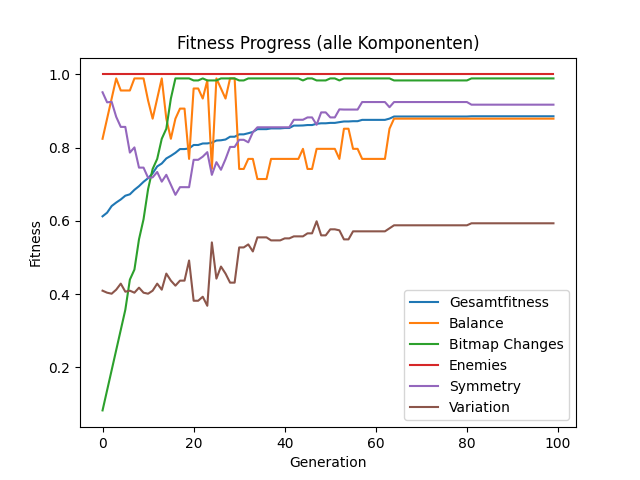 Fitness Progress (alle Komponenten)
Fitness
1.0
0.8
0.6
0.4
0.2
0 20 40 60 80 100
Generation
Gesamtfitness
Balance
Bitmap Changes
Enemies
Symmetry
Variation